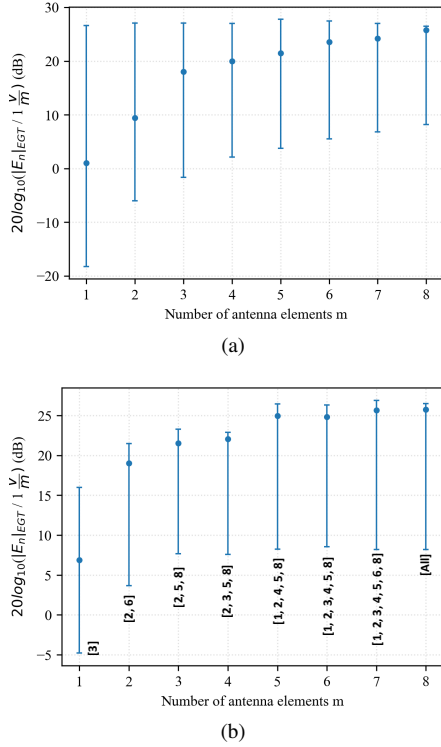 30
20
10
0
−10
−20
20log₁₀(|Eₙ|_EGT / 1 V/m) (dB)
1 2 3 4 5 6 7 8
Number of antenna elements m
(a)
25
20
15
10
5
0
−5
20log₁₀(|Eₙ|_EGT / 1 V/m) (dB)
[3]
[2, 6]
[2, 5, 8]
[2, 3, 5, 8]
[1, 2, 4, 5, 8]
[1, 2, 3, 4, 5, 8]
[1, 2, 3, 4, 5, 6, 8]
[All]
1 2 3 4 5 6 7 8
Number of antenna elements m
(b)